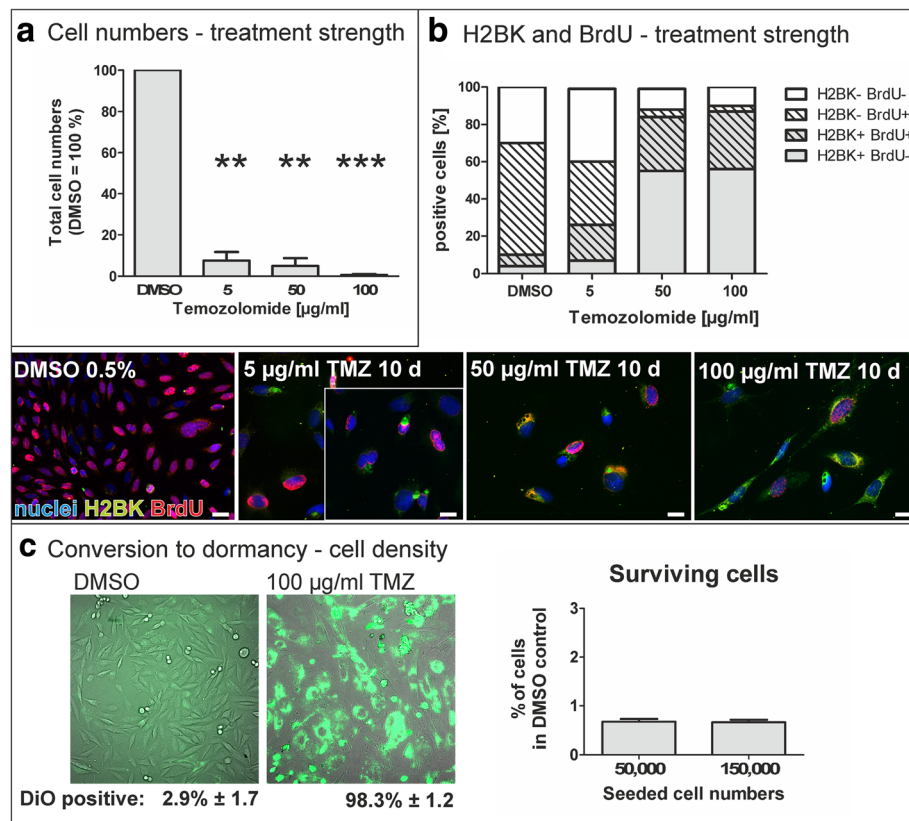 a Cell numbers - treatment strength
Total cell numbers
(DMSO = 100 %)
100
80
60
40
20
0
** ** ***
DMSO 5 50 100
Temozolomide [µg/ml]
b H2BK and BrdU - treatment strength
positive cells [%]
100
80
60
40
20
0
DMSO 5 50 100
Temozolomide [µg/ml]
H2BK- BrdU-
H2BK- BrdU+
H2BK+ BrdU+
H2BK+ BrdU-
DMSO 0.5%
nuclei H2BK BrdU
5 µg/ml TMZ 10 d
50 µg/ml TMZ 10 d
100 µg/ml TMZ 10 d
c Conversion to dormancy - cell density
DMSO
100 µg/ml TMZ
DiO positive: 2.9% ± 1.7 98.3% ± 1.2
Surviving cells
% of cells
in DMSO control
3
2
1
0
50,000 150,000
Seeded cell numbers